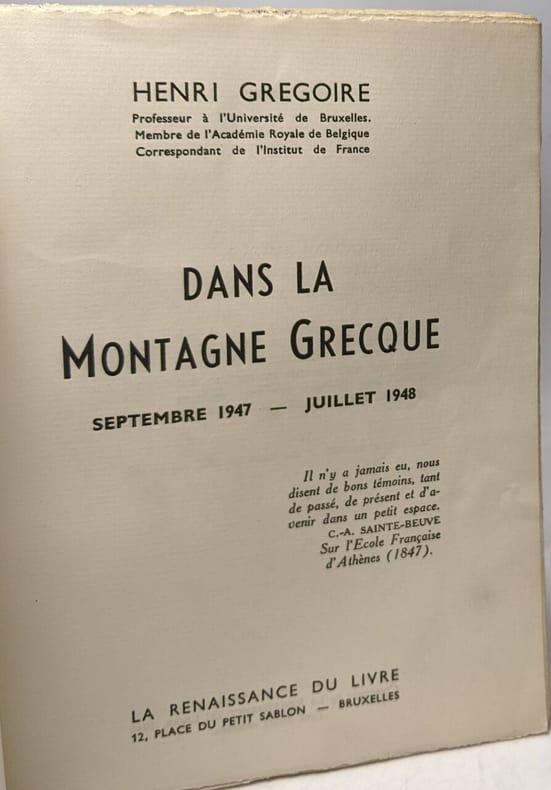 HENRI GREGOIRE
Professeur à l'Université de Bruxelles.
Membre de l'Académie Royale de Belgique
Correspondant de l'Institut de France
DANS LA
MONTAGNE GRECQUE
SEPTEMBRE 1947 — JUILLET 1948
Il n'y a jamais eu, nous
disent de bons témoins, tant
de passé, de présent et d'a-
venir dans un petit espace.
C.-A. SAINTE-BEUVE
Sur l'Ecole Française
d'Athènes (1847).
LA RENAISSANCE DU LIVRE
12, PLACE DU PETIT SABLON — BRUXELLES